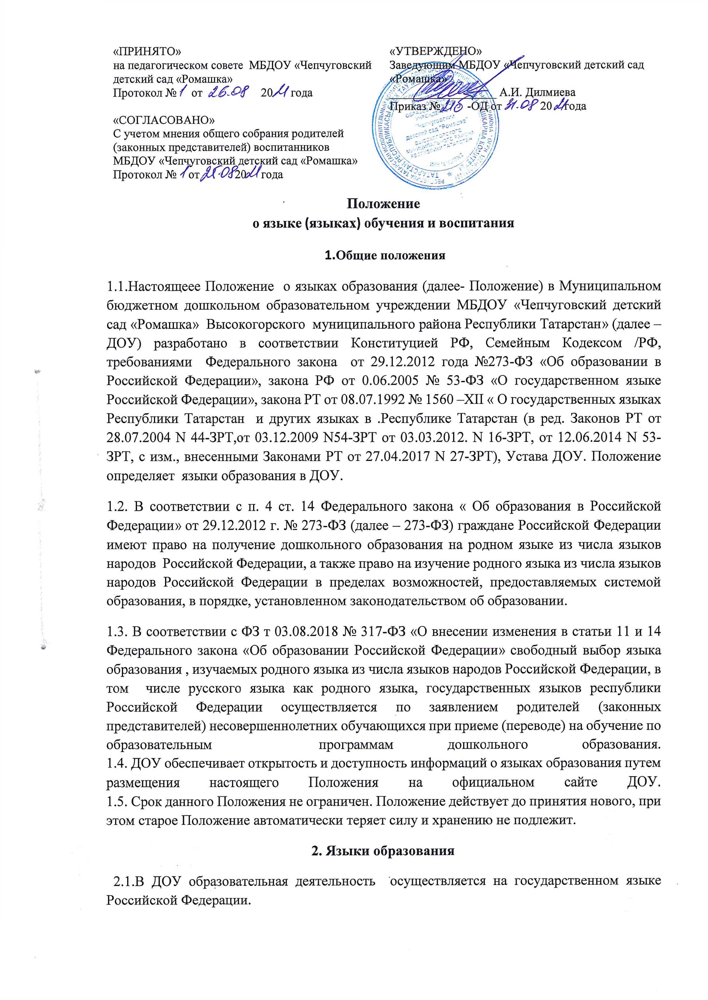 «ПРИНЯТО»
на педагогическом совете  МБДОУ «Чепчуговский
детский сад «Ромашка»
Протокол № 1 от 26.08 2021 года
«СОГЛАСОВАНО»
С учетом мнения общего собрания родителей
(законных представителей) воспитанников
МБДОУ «Чепчуговский детский сад «Ромашка»
Протокол № 1 от 25.08 2021 года
«УТВЕРЖДЕНО»
Заведующим МБДОУ «Чепчуговский детский сад
«Ромашка»
А.И. Дилмиева
Приказ № 215 -ОД от 31.08 2021 года
МУНИЦИПАЛЬНОЕ
БЮДЖЕТНОЕ
ДОШКОЛЬНОЕ
ОБРАЗОВАТЕЛЬНОЕ
УЧРЕЖДЕНИЕ
"Чепчуговский
детский сад "Ромашка"
ВЫСОКОГОРСКОГО
МУНИЦИПАЛЬНОГО РАЙОНА
РЕСПУБЛИКИ ТАТАРСТАН
Положение
о языке (языках) обучения и воспитания
1.Общие положения
1.1.Настоящеее Положение  о языках образования (далее- Положение) в Муниципальном
бюджетном дошкольном образовательном учреждении МБДОУ «Чепчуговский детский
сад «Ромашка»  Высокогорского  муниципального района Республики Татарстан» (далее –
ДОУ) разработано в соответствии Конституцией РФ, Семейным Кодексом /РФ,
требованиями  Федерального закона  от 29.12.2012 года №273-ФЗ «Об образовании в
Российской Федерации», закона РФ от 0.06.2005 № 53-ФЗ «О государственном языке
Российской Федерации», закона РТ от 08.07.1992 № 1560 –XII « О государственных языках
Республики Татарстан  и других языках в .Республике Татарстан (в ред. Законов РТ от
28.07.2004 N 44-ЗРТ,от 03.12.2009 N54-ЗРТ от 03.03.2012. N 16-ЗРТ, от 12.06.2014 N 53-
ЗРТ, с изм., внесенными Законами РТ от 27.04.2017 N 27-ЗРТ), Устава ДОУ. Положение
определяет  языки образования в ДОУ.
1.2. В соответствии с п. 4 ст. 14 Федерального закона « Об образования в Российской
Федерации» от 29.12.2012 г. № 273-ФЗ (далее – 273-ФЗ) граждане Российской Федерации
имеют право на получение дошкольного образования на родном языке из числа языков
народов  Российской Федерации, а также право на изучение родного языка из числа языков
народов Российской Федерации в пределах возможностей, предоставляемых системой
образования, в порядке, установленном законодательством об образовании.
1.3. В соответствии с ФЗ т 03.08.2018 № 317-ФЗ «О внесении изменения в статьи 11 и 14
Федерального закона «Об образовании Российской Федерации» свободный выбор языка
образования , изучаемых родного языка из числа языков народов Российской Федерации, в
том  числе русского языка как родного языка, государственных языков республики
Российской Федерации осуществляется по заявлением родителей (законных
представителей) несовершеннолетних обучающихся при приеме (переводе) на обучение по
образовательным программам дошкольного образования.
1.4. ДОУ обеспечивает открытость и доступность информаций о языках образования путем
размещения настоящего Положения на официальном сайте ДОУ.
1.5. Срок данного Положения не ограничен. Положение действует до принятия нового, при
этом старое Положение автоматически теряет силу и хранению не подлежит.
2. Языки образования
2.1.В ДОУ образовательная деятельность  осуществляется на государственном языке
Российской Федерации.